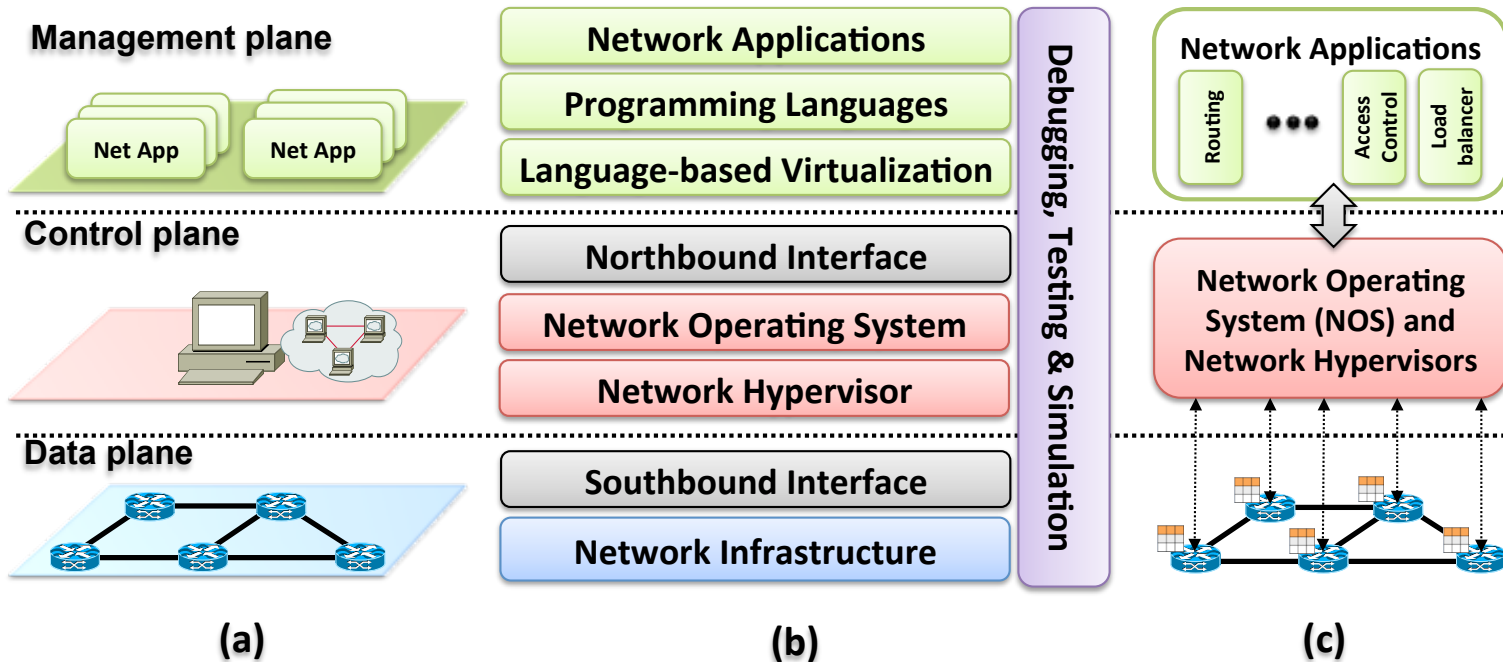 Management plane
Net App
Net App
Control plane
Data plane
(a)
Network Applications
Programming Languages
Language-based Virtualization
Northbound Interface
Network Operating System
Network Hypervisor
Southbound Interface
Network Infrastructure
Debugging, Testing & Simulation
(b)
Network Applications
Routing
Access
Control
Load
balancer
Network Operating
System (NOS) and
Network Hypervisors
(c)